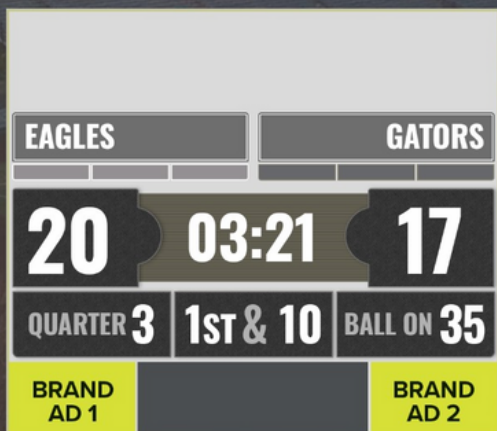 EAGLES GATORS
20 03:21 17
QUARTER 3 1ST & 10 BALL ON 35
BRAND AD 1 BRAND AD 2